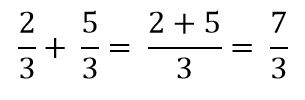 2/3 + 5/3 = (2 + 5)/3 = 7/3